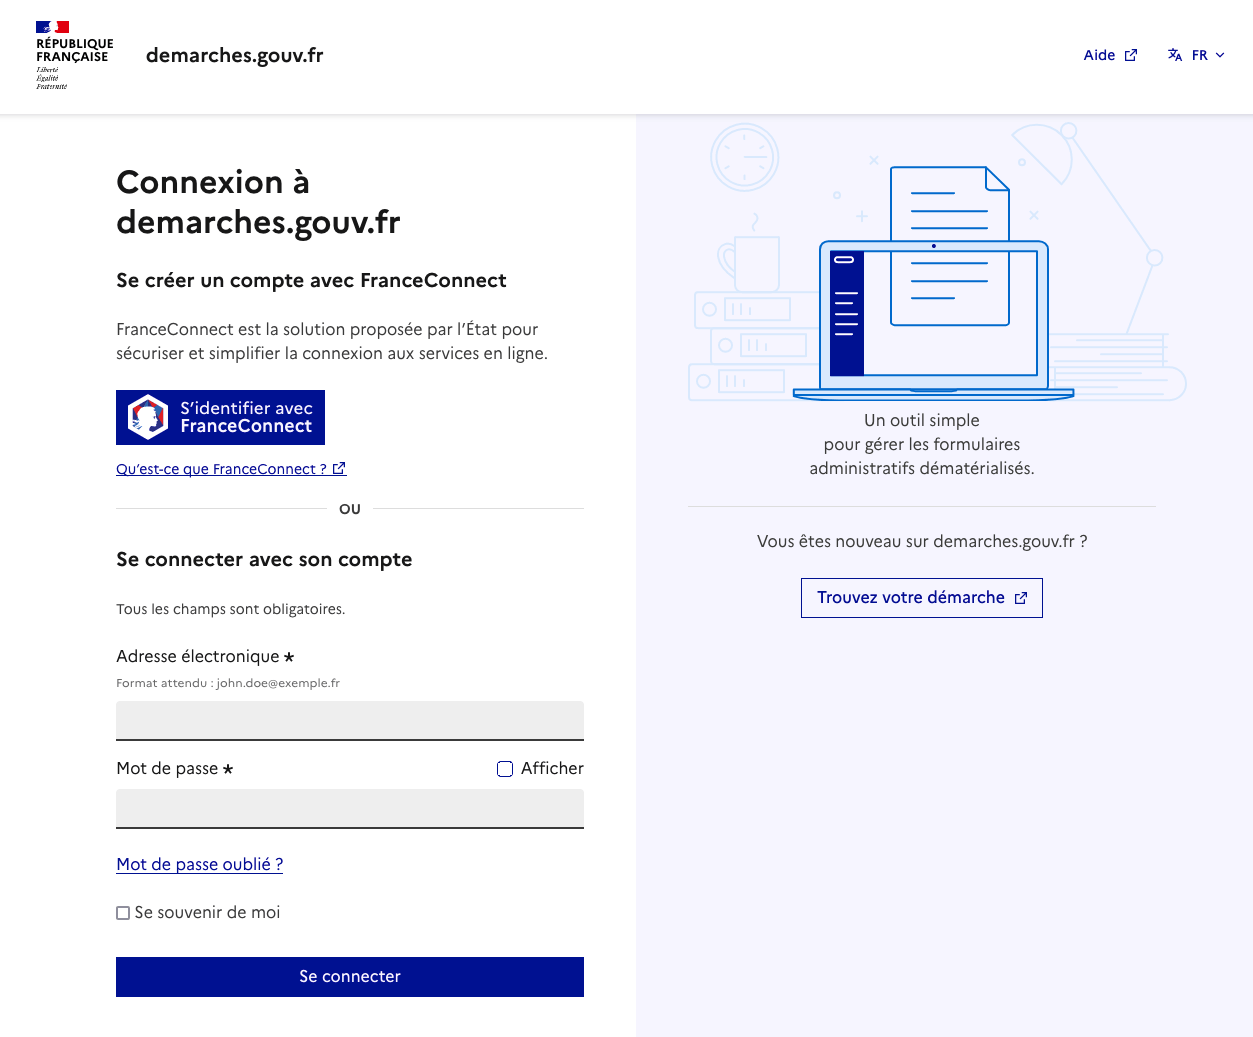 RÉPUBLIQUE
FRANÇAISE
Liberté
Égalité
Fraternité
demarches.gouv.fr
Aide
FR
Connexion à
demarches.gouv.fr
Se créer un compte avec FranceConnect
FranceConnect est la solution proposée par l’État pour
sécuriser et simplifier la connexion aux services en ligne.
S’identifier avec
FranceConnect
Qu’est-ce que FranceConnect ?
OU
Se connecter avec son compte
Tous les champs sont obligatoires.
Adresse électronique *
Format attendu : john.doe@exemple.fr
Mot de passe *
Afficher
Mot de passe oublié ?
Se souvenir de moi
Se connecter
Un outil simple
pour gérer les formulaires
administratifs dématérialisés.
Vous êtes nouveau sur demarches.gouv.fr ?
Trouvez votre démarche